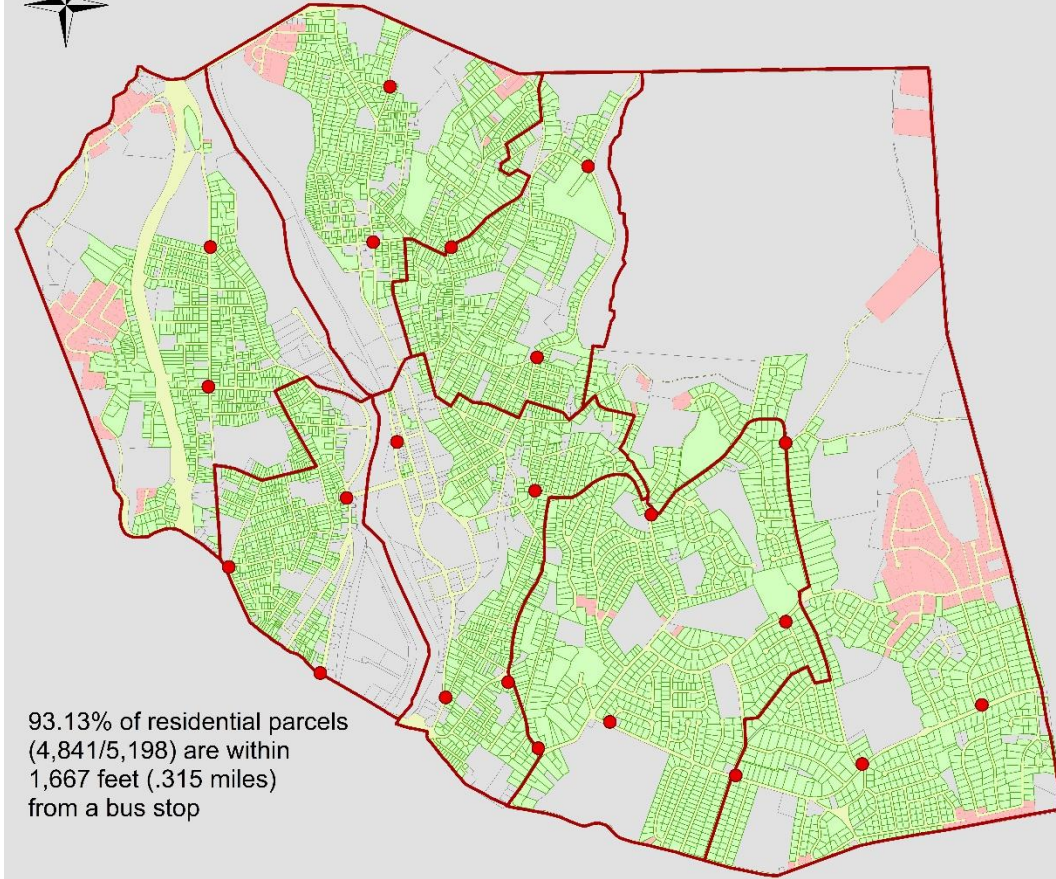 93.13% of residential parcels
(4,841/5,198) are within
1,667 feet (.315 miles)
from a bus stop